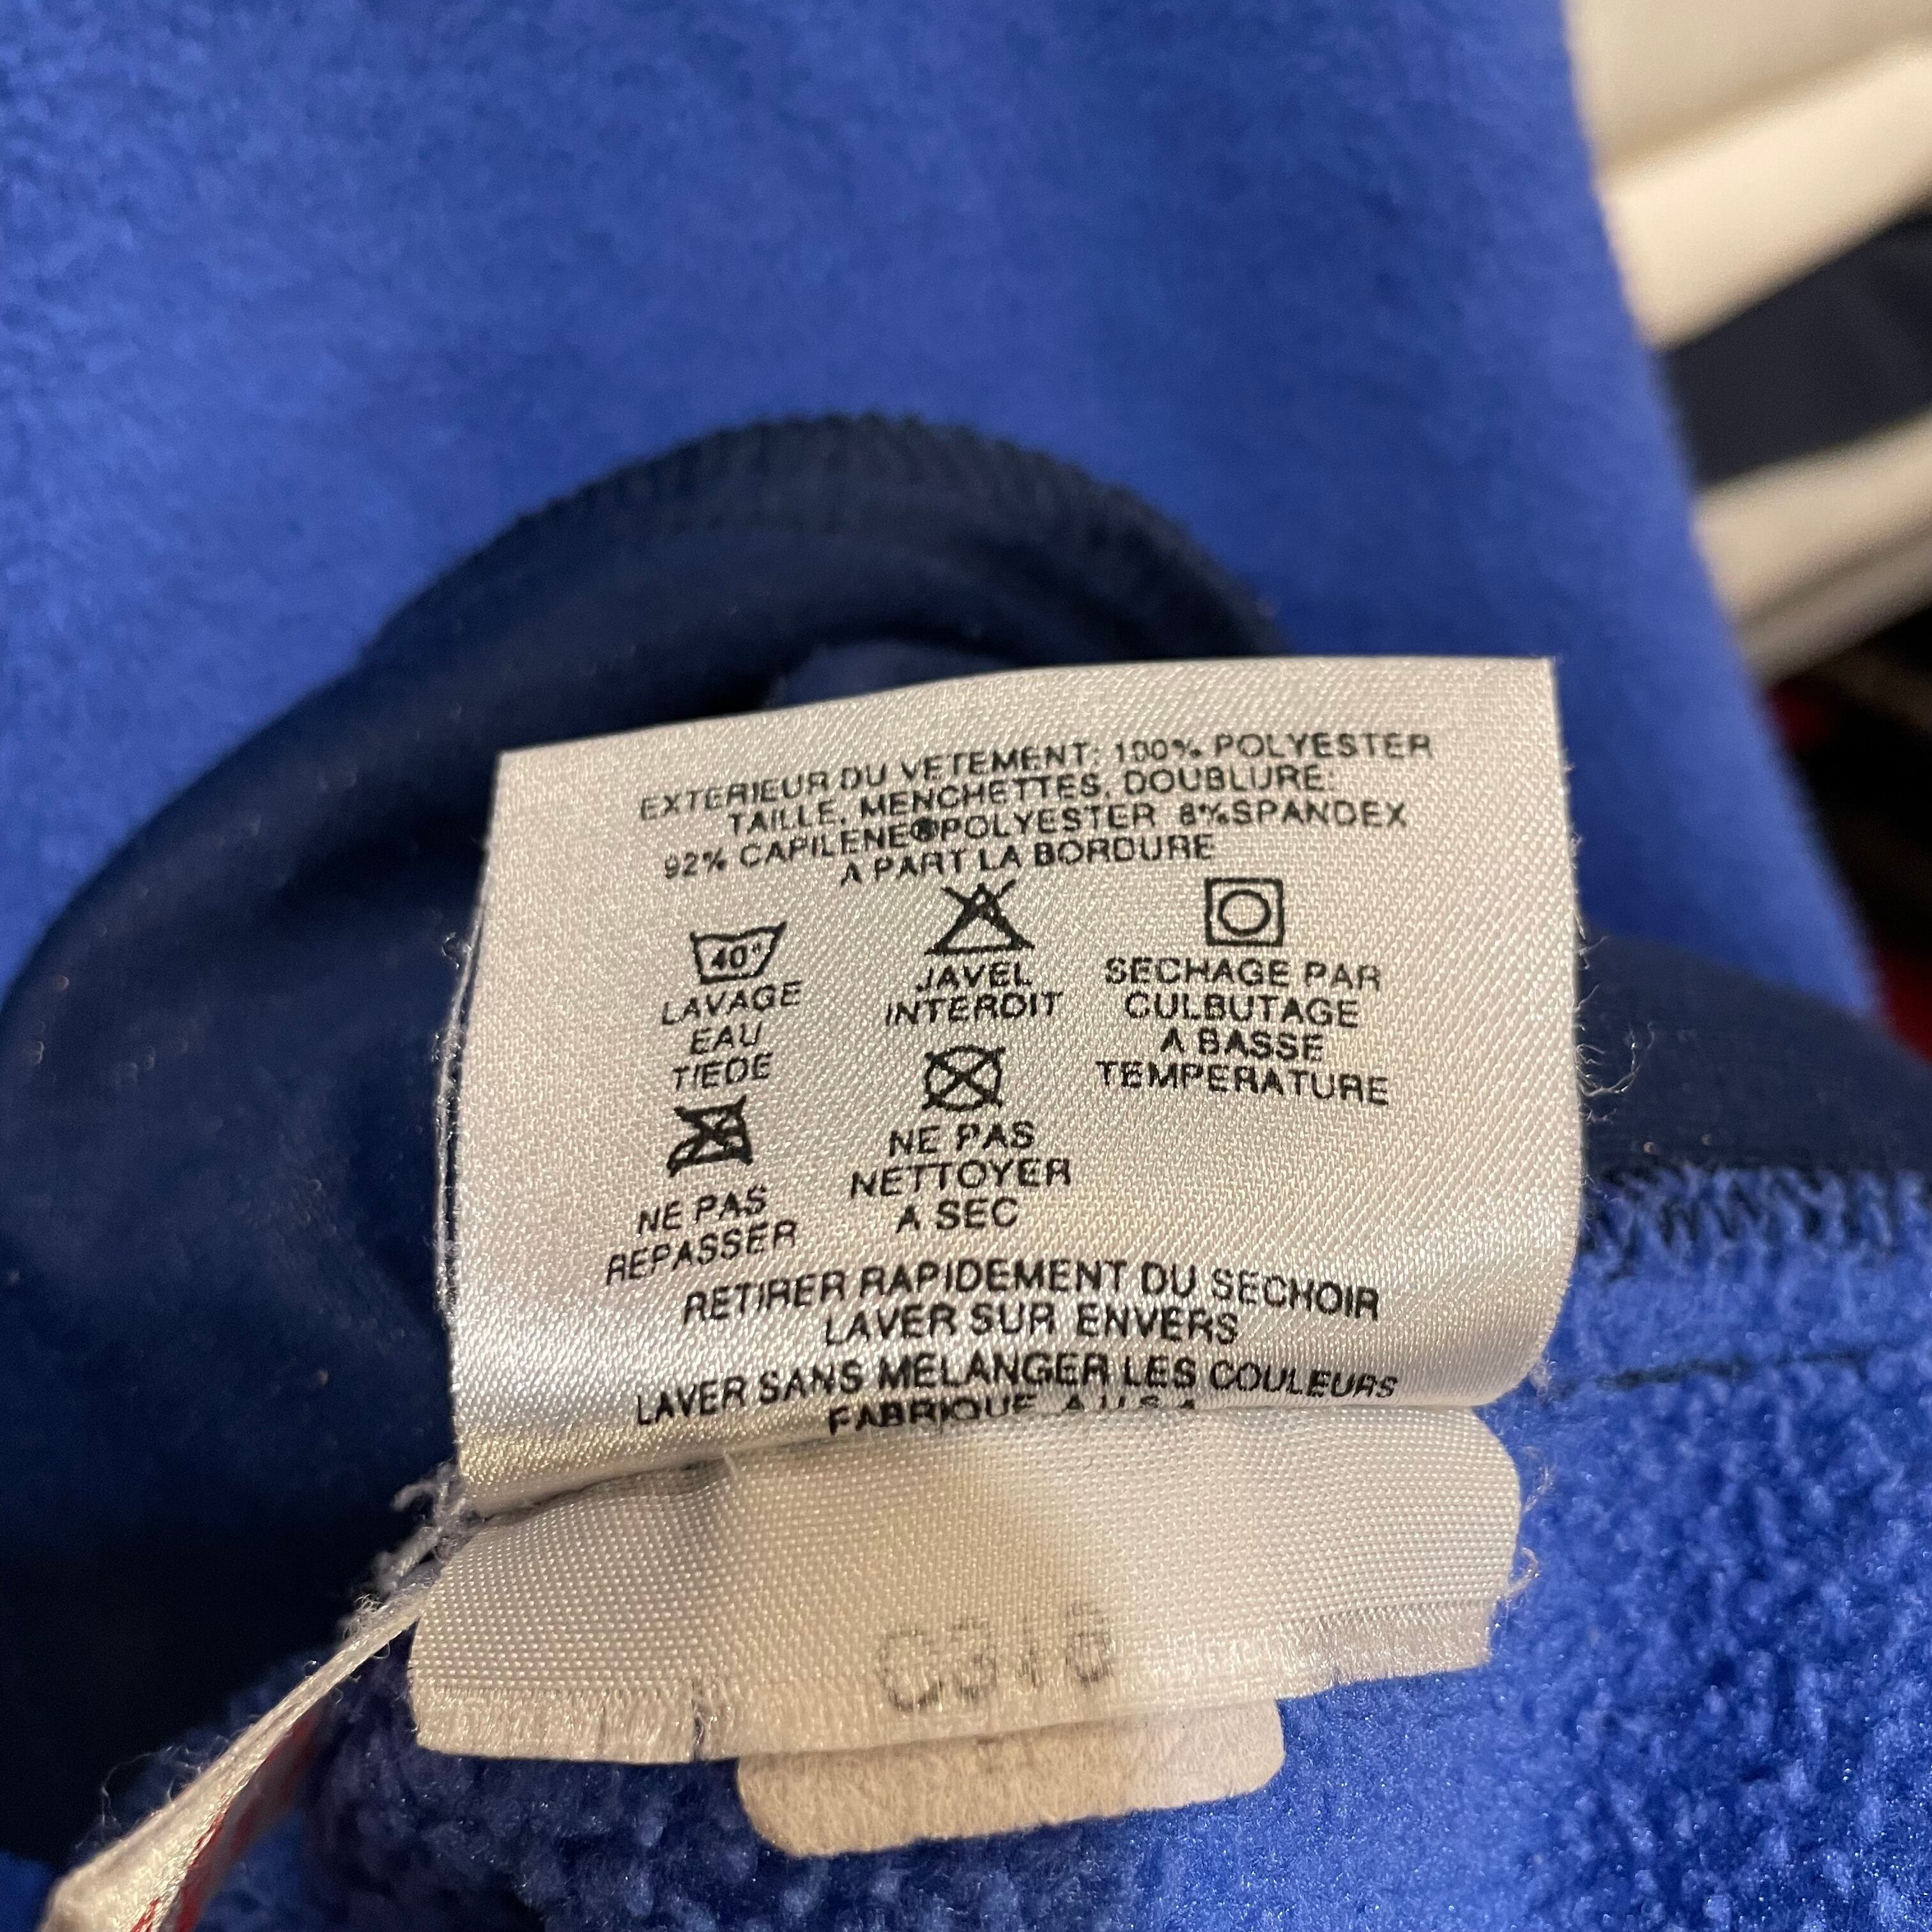 EXTERIEUR DU VETEMENT: 100% POLYESTER
TAILLE, MENCHETTES, DOUBLURE:
92% CAPILENE®POLYESTER 8%SPANDEX
A PART LA BORDURE
40°
LAVAGE
EAU
TIEDE
JAVEL
INTERDIT
SECHAGE PAR
CULBUTAGE
A BASSE
TEMPERATURE
NE PAS
REPASSER
NE PAS
NETTOYER
A SEC
RETIRER RAPIDEMENT DU SECHOIR
LAVER SUR ENVERS
LAVER SANS MELANGER LES COULEURS
FABRIQUE A U.S.A.